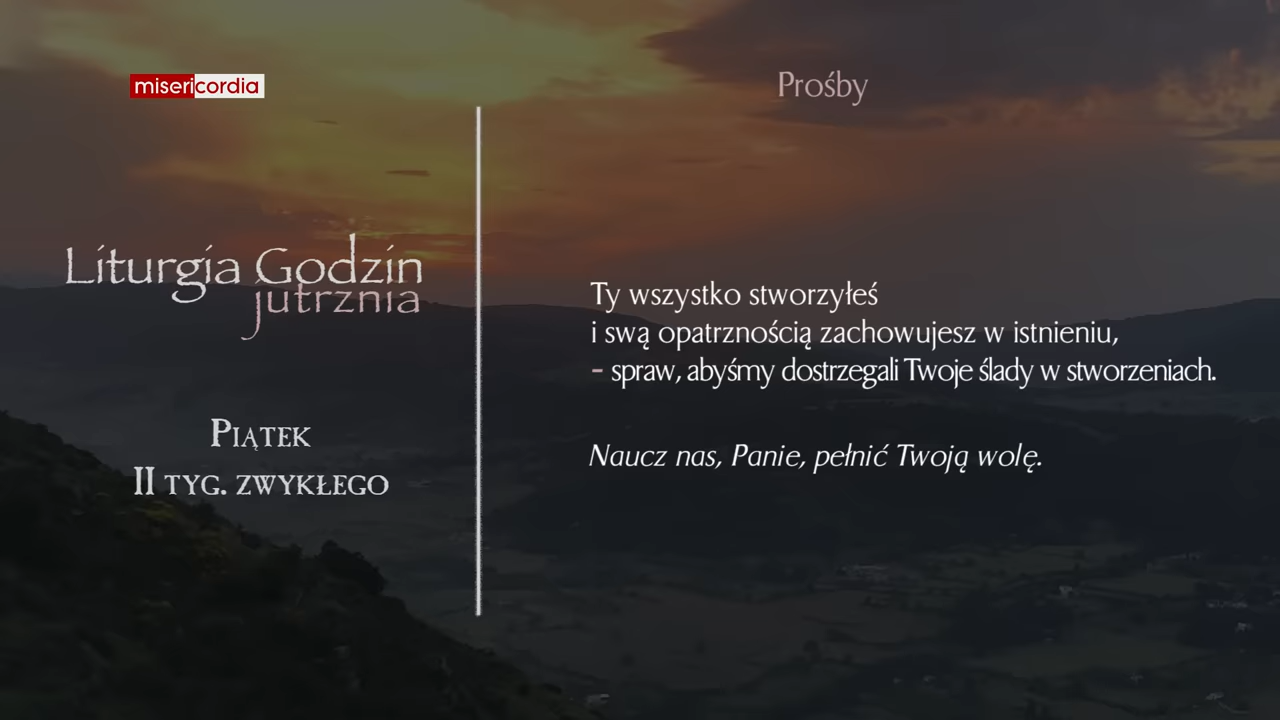 misericordia
Prośby
Liturgia Godzin
jutrznia
Piątek
II tyg. zwykłego
Ty wszystko stworzyłeś
i swą opatrznością zachowujesz w istnieniu,
- spraw, abyśmy dostrzegali Twoje ślady w stworzeniach.
Naucz nas, Panie, pełnić Twoją wolę.